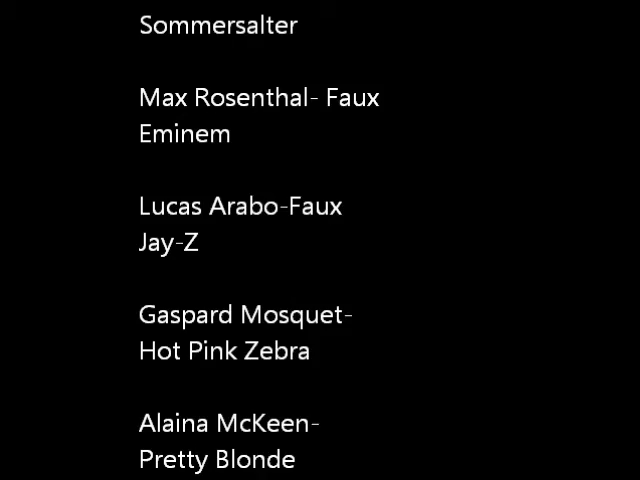 Sommersalter
Max Rosenthal- Faux
Eminem
Lucas Arabo-Faux
Jay-Z
Gaspard Mosquet-
Hot Pink Zebra
Alaina McKeen-
Pretty Blonde